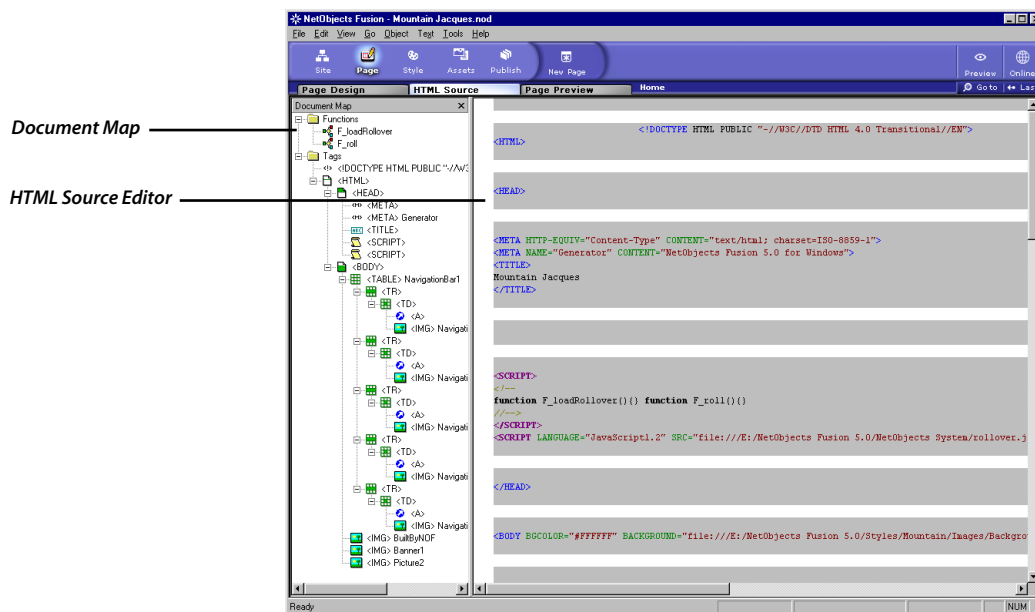 NetObjects Fusion - Mountain Jacques.nod
File Edit View Go Object Text Tools Help
Site Page Style Assets Publish New Page Preview Online
Page Design HTML Source Page Preview Home Goto Las
Document Map
Functions
F_loadRollover
F_roll
Tags
<!DOCTYPE HTML PUBLIC "-//W3
<HTML>
<HEAD>
<META>
<META> Generator
<TITLE>
<SCRIPT>
<SCRIPT>
<BODY>
<TABLE> NavigationBar1
<TR>
<TD>
<A>
<IMG> Navigati
<TR>
<TD>
<A>
<IMG> Navigati
<TR>
<TD>
<A>
<IMG> Navigati
<TR>
<TD>
<A>
<IMG> Navigati
<TR>
<TD>
<A>
<IMG> Navigati
<IMG> BuiltByNOF
<IMG> Banner1
<IMG> Picture2
Document Map
HTML Source Editor
<!DOCTYPE HTML PUBLIC "-//W3C//DTD HTML 4.0 Transitional//EN">
<HTML>
<HEAD>
<META HTTP-EQUIV="Content-Type" CONTENT="text/html; charset=ISO-8859-1">
<META NAME="Generator" CONTENT="NetObjects Fusion 5.0 for Windows">
<TITLE>
Mountain Jacques
</TITLE>
<SCRIPT>
<!--
function F_loadRollover(){} function F_roll(){}
//-->
</SCRIPT>
<SCRIPT LANGUAGE="JavaScript1.2" SRC="file:///E:/NetObjects Fusion 5.0/NetObjects System/rollover.j
</HEAD>
<BODY BGCOLOR="#FFFFFF" BACKGROUND="file:///E:/NetObjects Fusion 5.0/Styles/Mountain/Images/Backgro
Ready
NUM